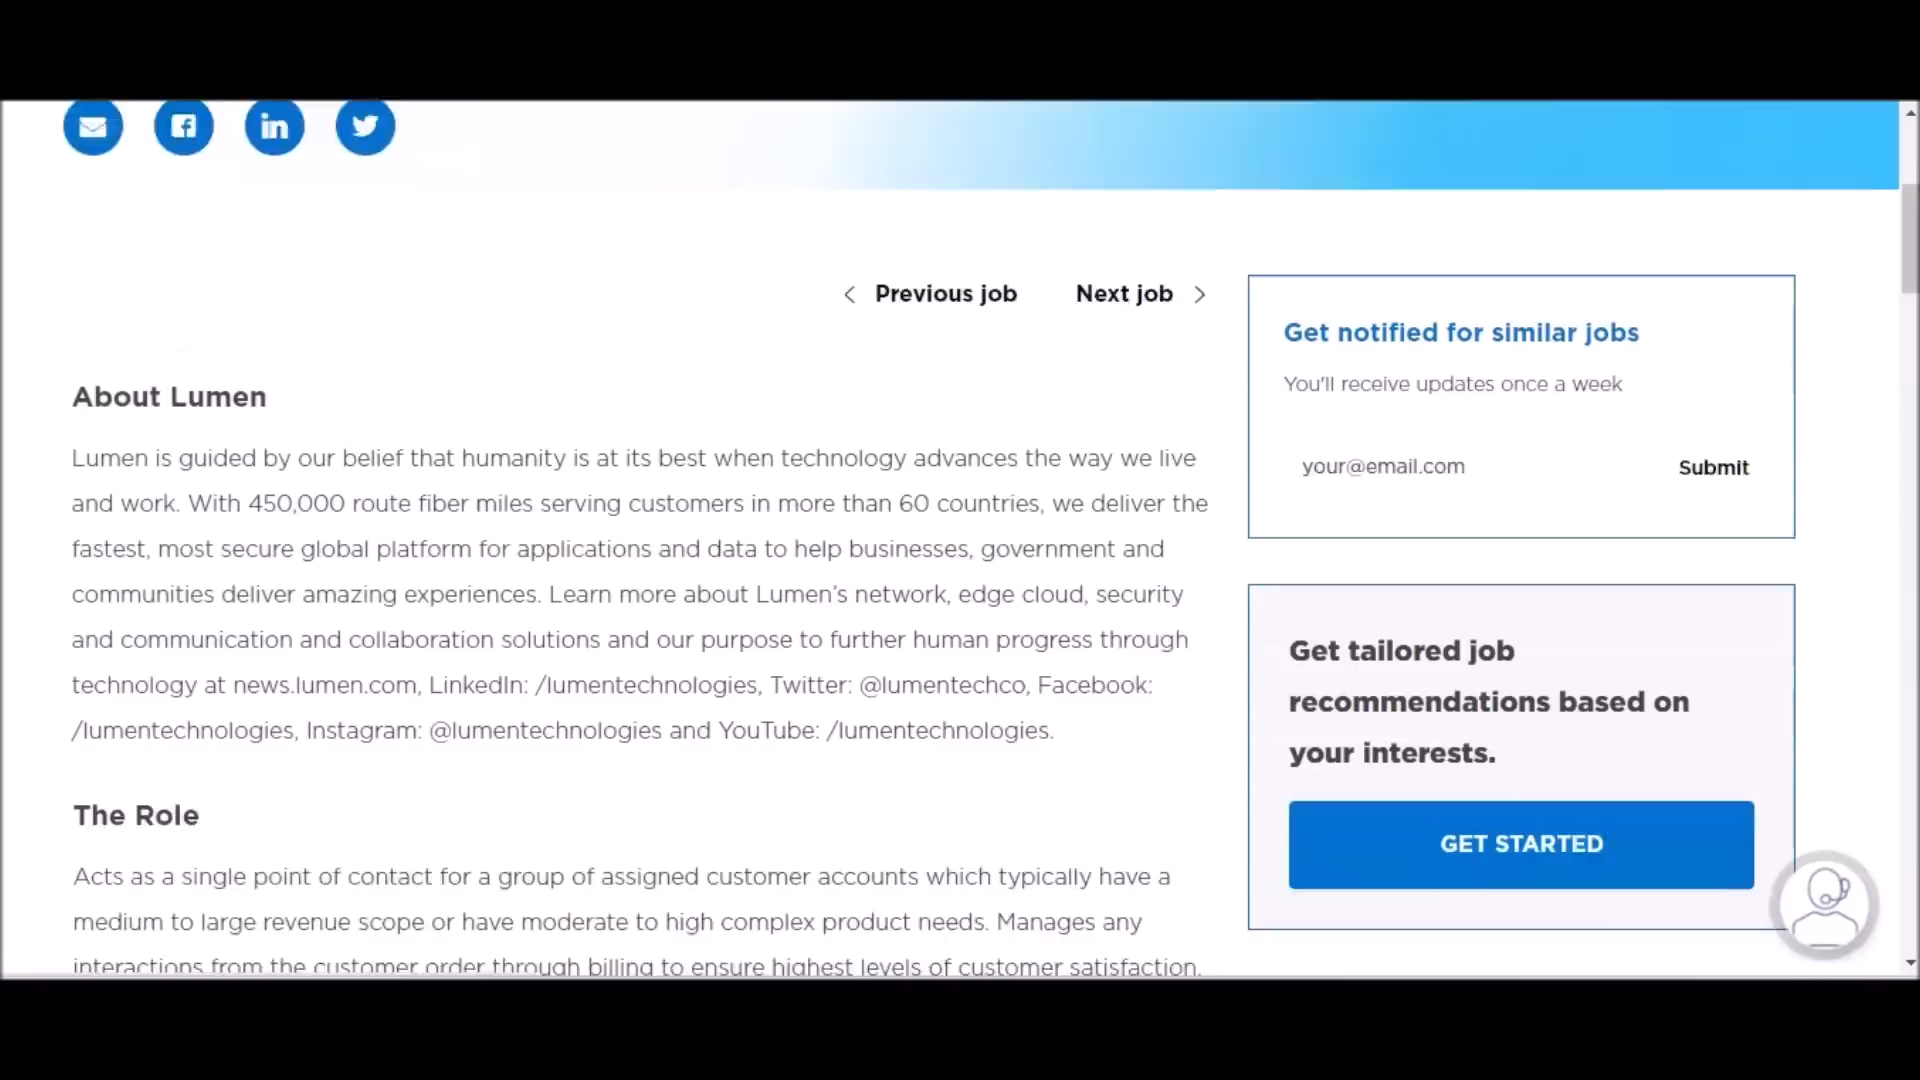 Previous job
Next job
About Lumen
Lumen is guided by our belief that humanity is at its best when technology advances the way we live
and work. With 450,000 route fiber miles serving customers in more than 60 countries, we deliver the
fastest, most secure global platform for applications and data to help businesses, government and
communities deliver amazing experiences. Learn more about Lumen’s network, edge cloud, security
and communication and collaboration solutions and our purpose to further human progress through
technology at news.lumen.com, LinkedIn: /lumentechnologies, Twitter: @lumentechco, Facebook:
/lumentechnologies, Instagram: @lumentechnologies and YouTube: /lumentechnologies.
The Role
Acts as a single point of contact for a group of assigned customer accounts which typically have a
medium to large revenue scope or have moderate to high complex product needs. Manages any
interactions from the customer order through billing to ensure highest levels of customer satisfaction.
Get notified for similar jobs
You'll receive updates once a week
your@email.com
Submit
Get tailored job
recommendations based on
your interests.
GET STARTED